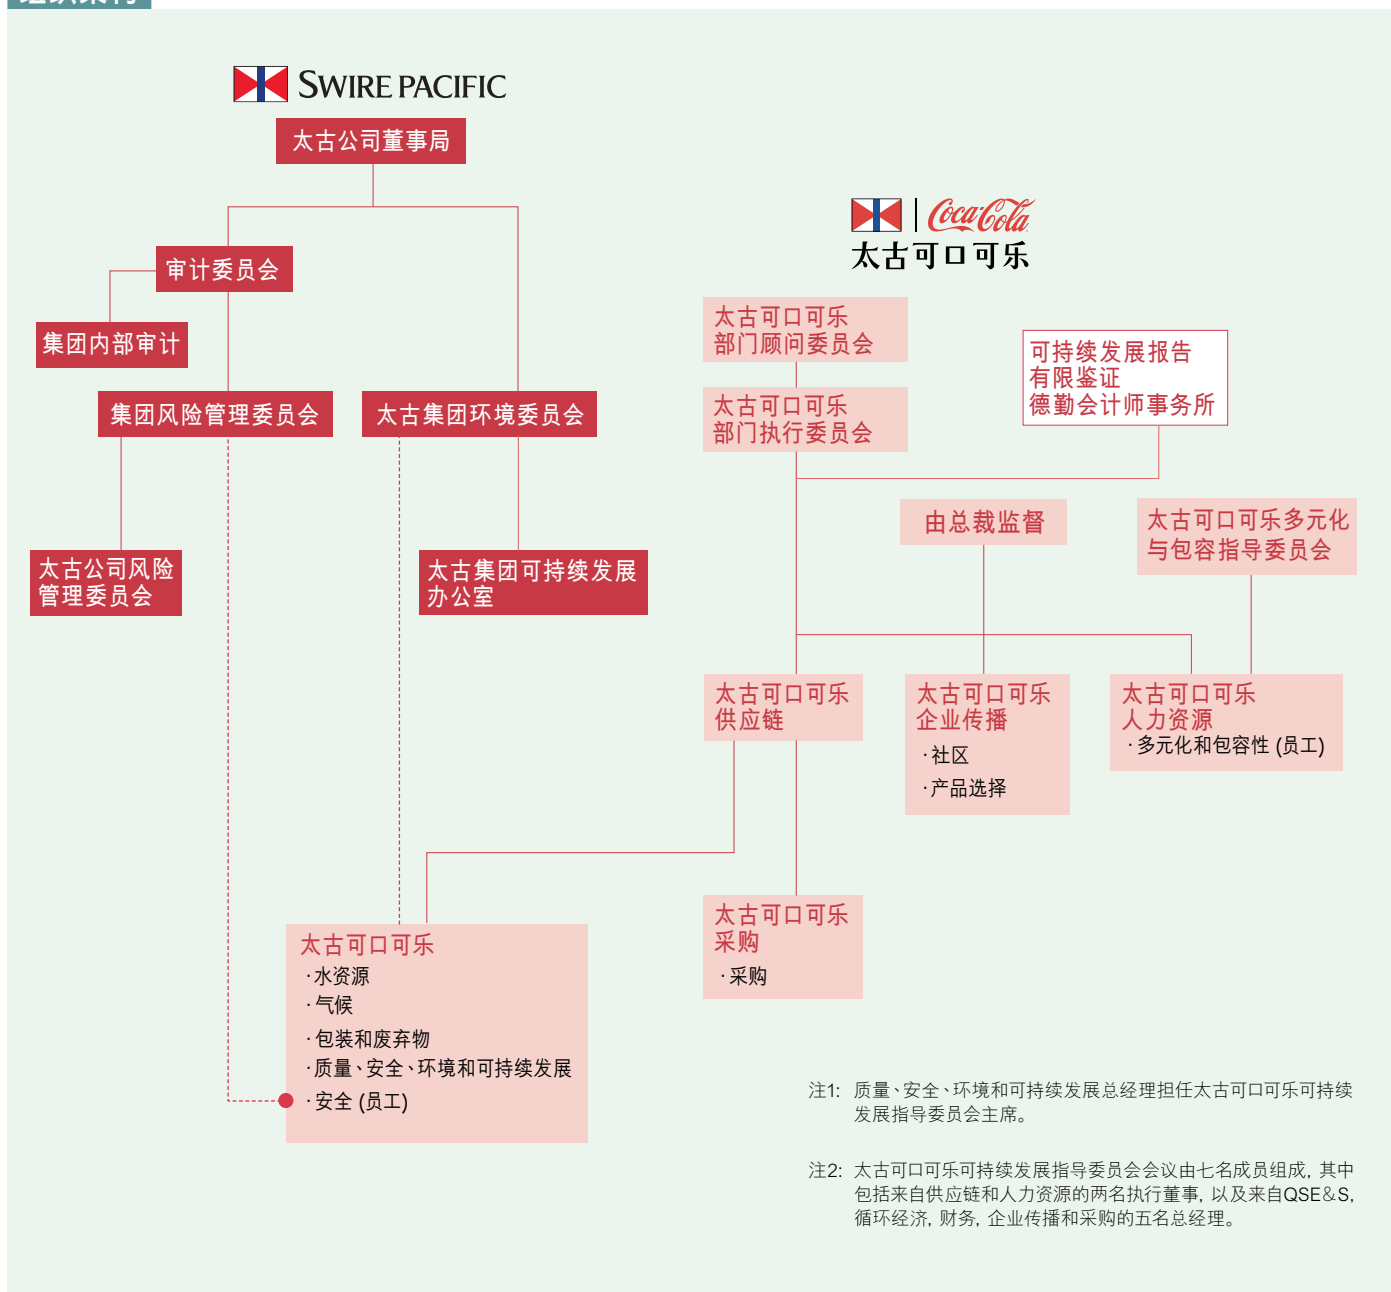 组织架构
SWIRE PACIFIC
太古公司董事局
审计委员会
集团内部审计
集团风险管理委员会
太古集团环境委员会
太古公司风险
管理委员会
太古集团可持续发展
办公室
Coca-Cola
太古可口可乐
太古可口可乐
部门顾问委员会
太古可口可乐
部门执行委员会
可持续发展报告
有限鉴证
德勤会计师事务所
由总裁监督
太古可口可乐多元化
与包容指导委员会
太古可口可乐
供应链
太古可口可乐
企业传播
·社区
·产品选择
太古可口可乐
人力资源
·多元化和包容性 (员工)
太古可口可乐
·水资源
·气候
·包装和废弃物
·质量、安全、环境和可持续发展
·安全 (员工)
太古可口可乐
采购
·采购
注1: 质量、安全、环境和可持续发展总经理担任太古可口可乐可持续
发展指导委员会主席。
注2: 太古可口可乐可持续发展指导委员会会议由七名成员组成, 其中
包括来自供应链和人力资源的两名执行董事, 以及来自QSE&S,
循环经济, 财务, 企业传播和采购的五名总经理。